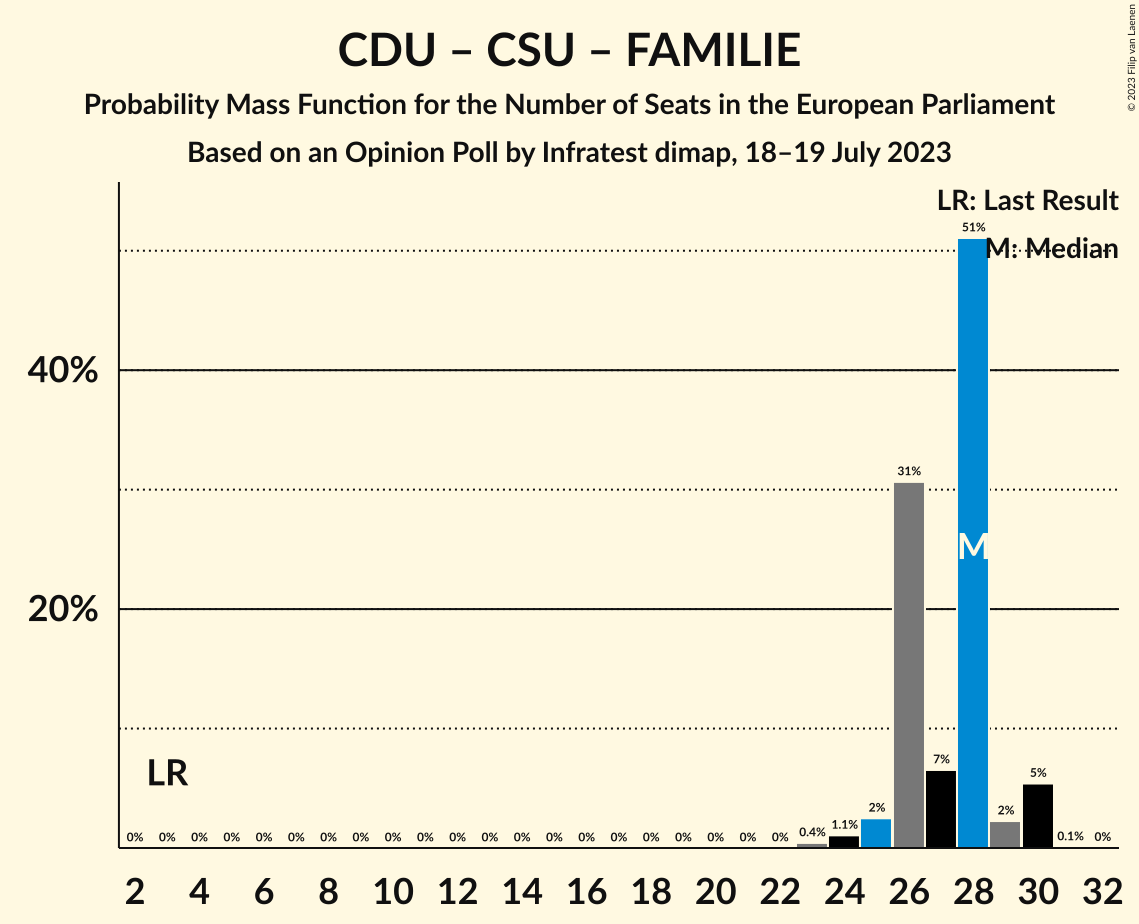 CDU – CSU – FAMILIE
Probability Mass Function for the Number of Seats in the European Parliament
Based on an Opinion Poll by Infratest dimap, 18–19 July 2023
© 2023 Filip van Laenen
LR: Last Result
M: Median
51%
40%
31%
M
20%
LR
7%
5%
2%
2%
0% 0% 0% 0% 0% 0% 0% 0% 0% 0% 0% 0% 0% 0% 0% 0% 0% 0% 0% 0% 0% 0.4% 1.1% 0.1% 0%
2 4 6 8 10 12 14 16 18 20 22 24 26 28 30 32